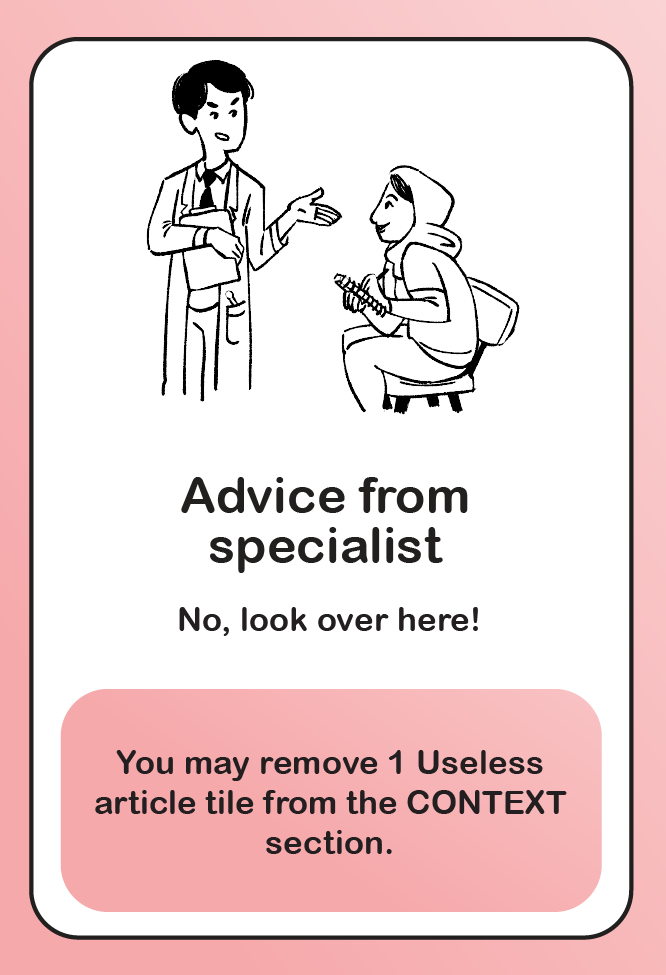 Advice from
specialist
No, look over here!
You may remove 1 Useless
article tile from the CONTEXT
section.